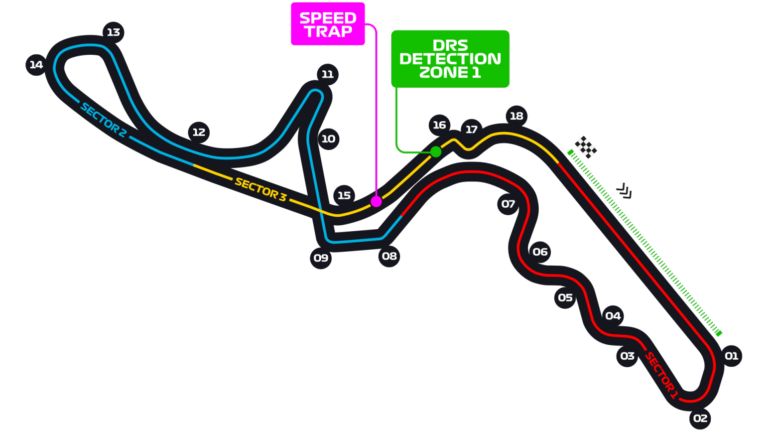 SPEED
TRAP
DRS
DETECTION
ZONE 1
13
14
11
SECTOR 2
12
10
16
17
18
SECTOR 3
15
07
09
08
06
05
04
03
01
SECTOR 1
02